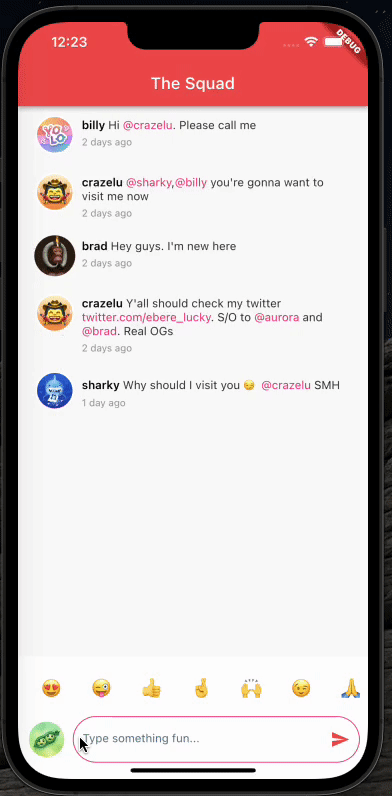 12:23
DEBUG
The Squad
YOLO
billy Hi @crazelu. Please call me
2 days ago
crazelu @sharky,@billy you're gonna want to
visit me now
2 days ago
brad Hey guys. I'm new here
2 days ago
crazelu Y'all should check my twitter
twitter.com/ebere_lucky. S/O to @aurora and
@brad. Real OGs
2 days ago
sharky Why should I visit you 😏 @crazelu SMH
1 day ago
😍 😜 👍 🤞 🙌 😉 🙏
Type something fun...